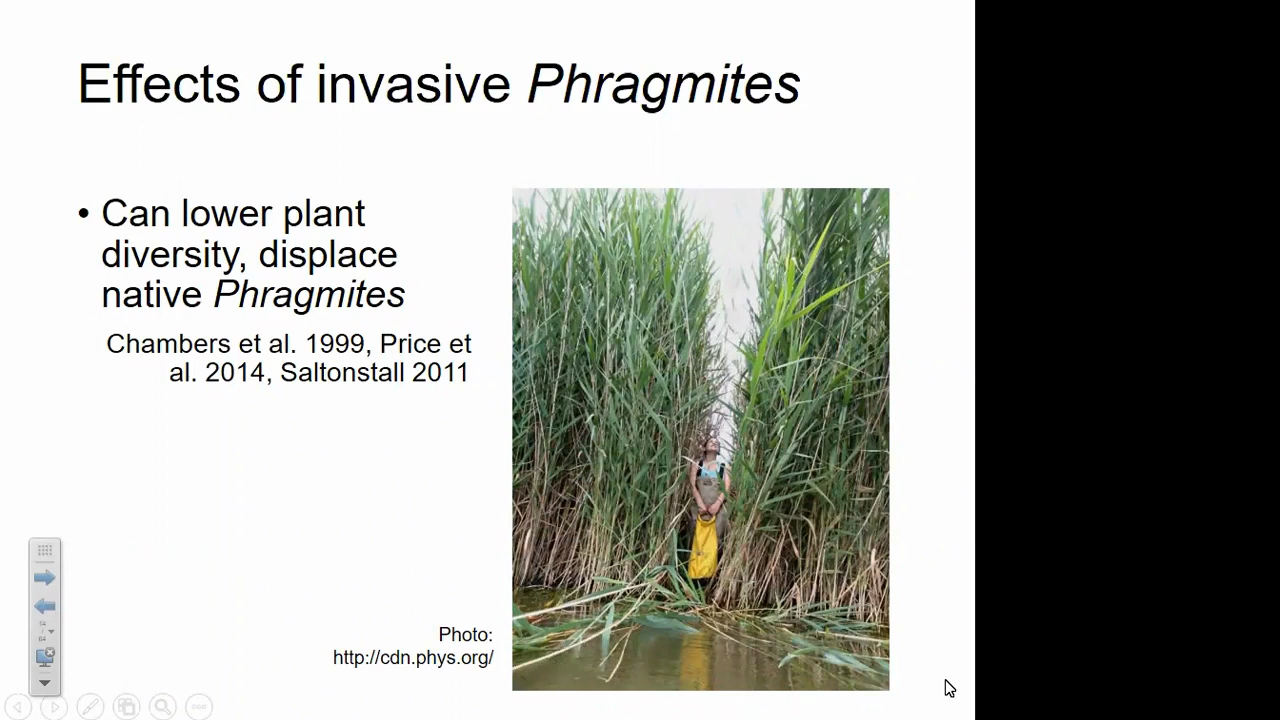 Effects of invasive Phragmites
• Can lower plant
diversity, displace
native Phragmites
Chambers et al. 1999, Price et
al. 2014, Saltonstall 2011
Photo:
http://cdn.phys.org/